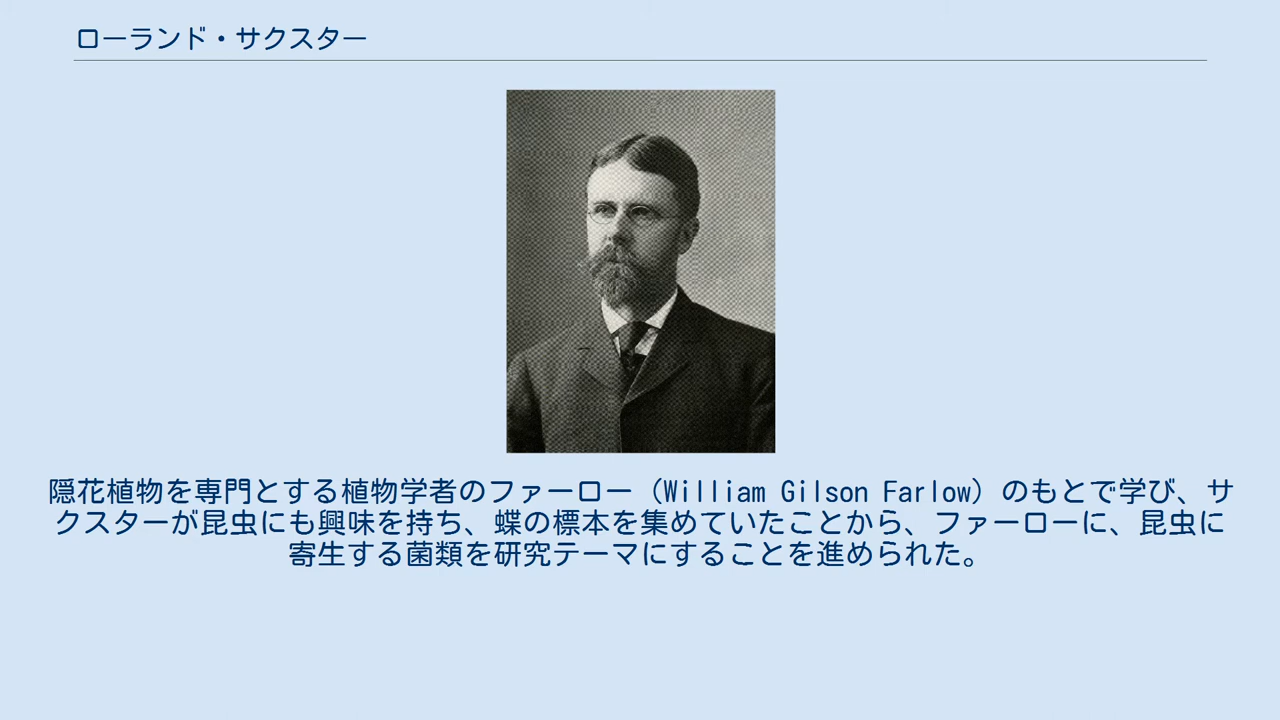 ローランド・サクスター
隠花植物を専門とする植物学者のファーロー（William Gilson Farlow）のもとで学び、サ
クスターが昆虫にも興味を持ち、蝶の標本を集めていたことから、ファーローに、昆虫に
寄生する菌類を研究テーマにすることを進められた。